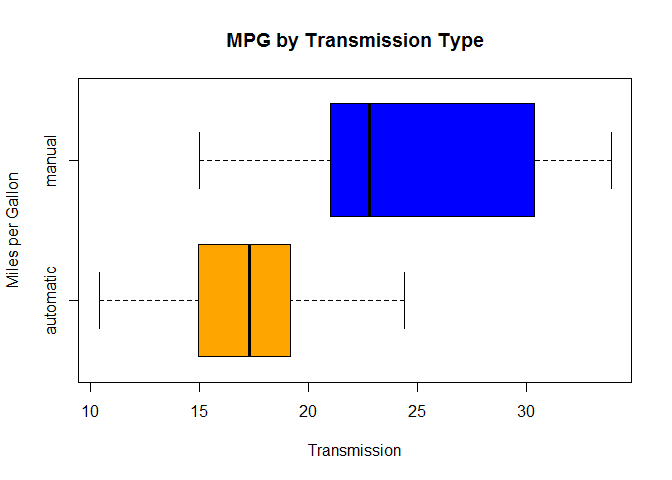 MPG by Transmission Type
Miles per Gallon
manual
automatic
10 15 20 25 30
Transmission